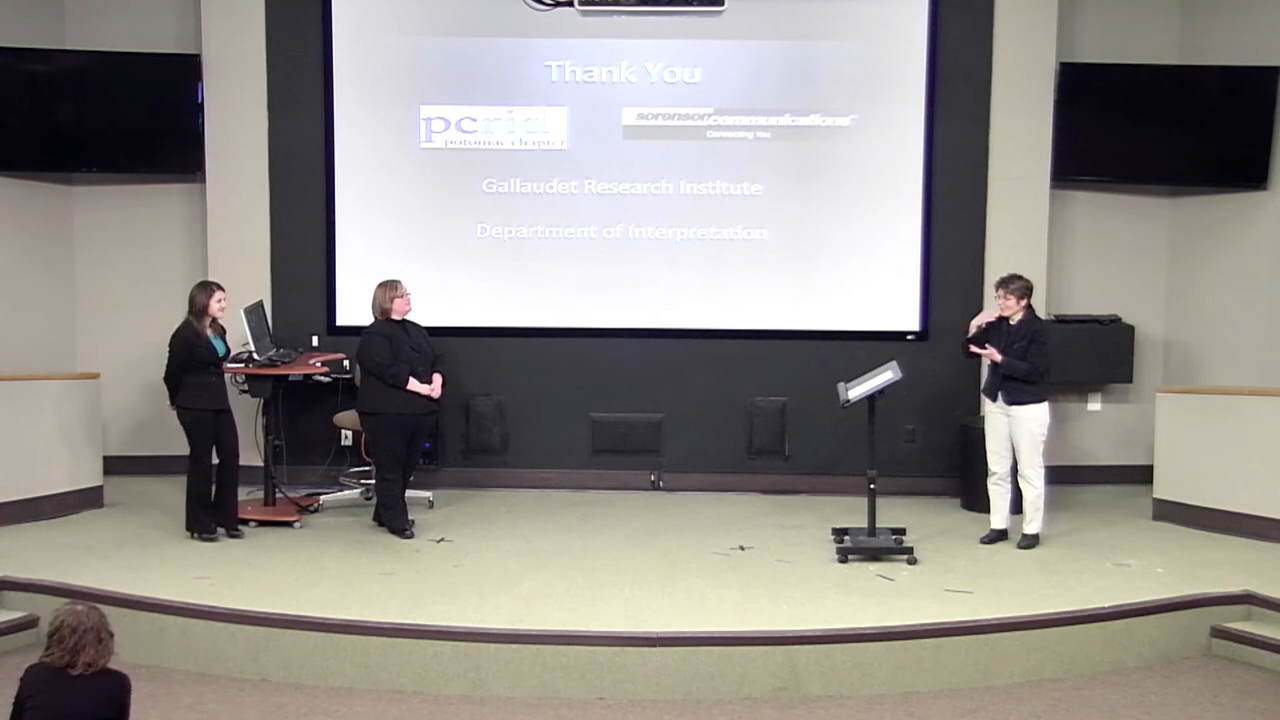 Thank You
pcrid
potomac chapter
sorensoncommunications
Connecting You
Gallaudet Research Institute
Department of Interpretation